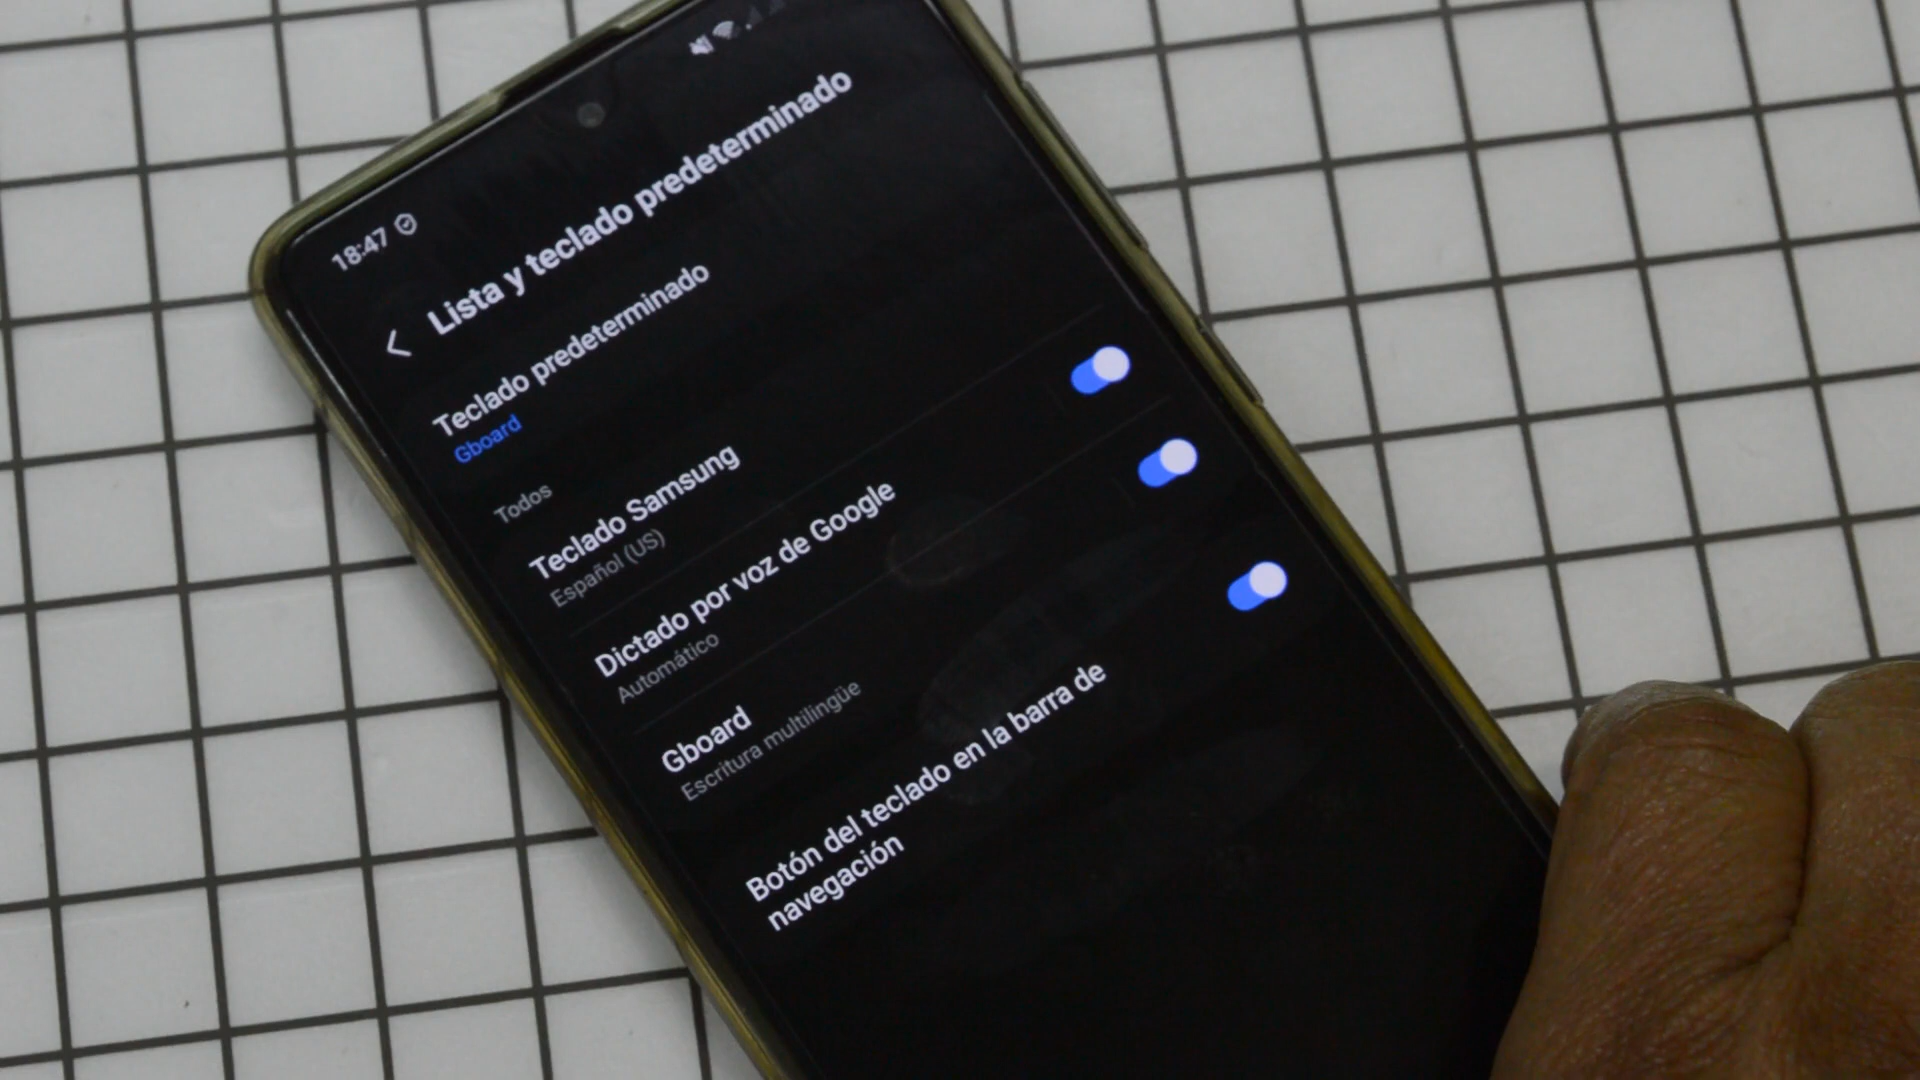 18:47
Lista y teclado predeterminado
Teclado predeterminado
Gboard
Todos
Teclado Samsung
Español (US)
Dictado por voz de Google
Automático
Gboard
Escritura multilingüe
Botón del teclado en la barra de
navegación